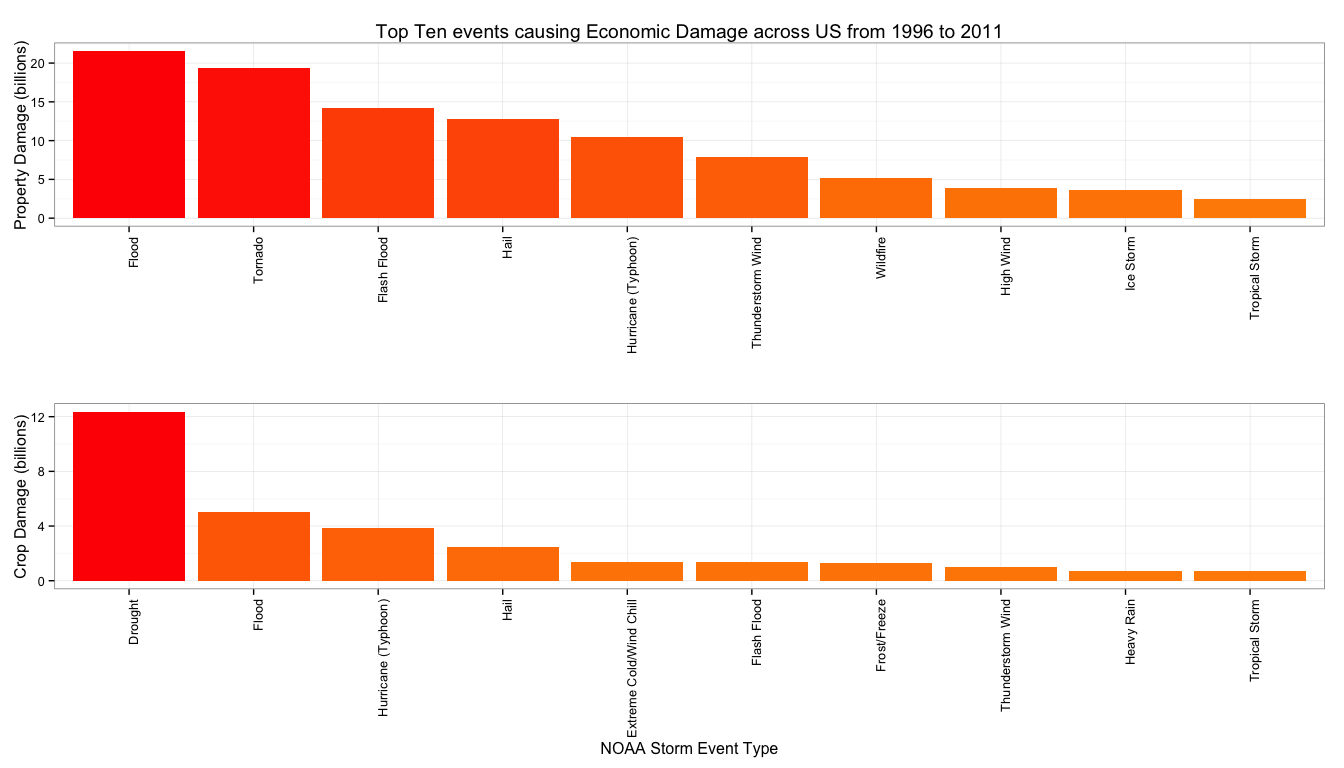 Top Ten events causing Economic Damage across US from 1996 to 2011
Property Damage (billions)
20
15
10
5
0
Flood
Tornado
Flash Flood
Hail
Hurricane (Typhoon)
Thunderstorm Wind
Wildfire
High Wind
Ice Storm
Tropical Storm
Crop Damage (billions)
12
8
4
0
Drought
Flood
Hurricane (Typhoon)
Hail
Extreme Cold/Wind Chill
Flash Flood
Frost/Freeze
Thunderstorm Wind
Heavy Rain
Tropical Storm
NOAA Storm Event Type